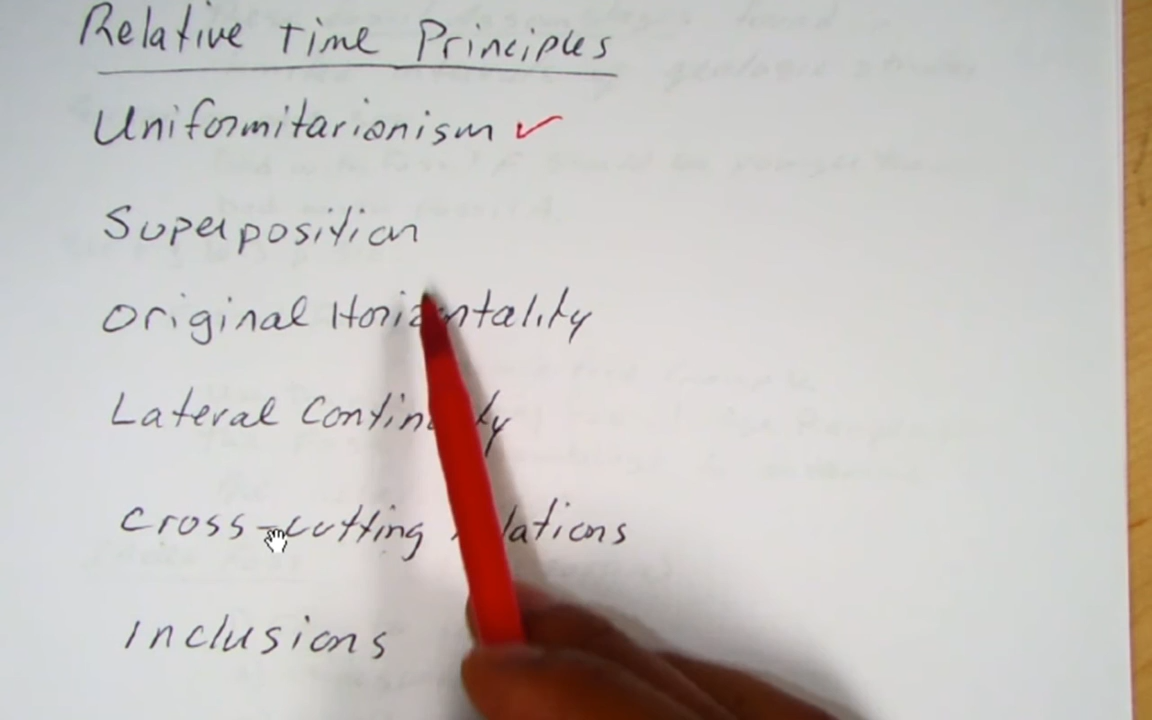 Relative Time Principles
Uniformitarionism
Superposition
Original Horizontality
Lateral Continuity
Cross-cutting relations
Inclusions